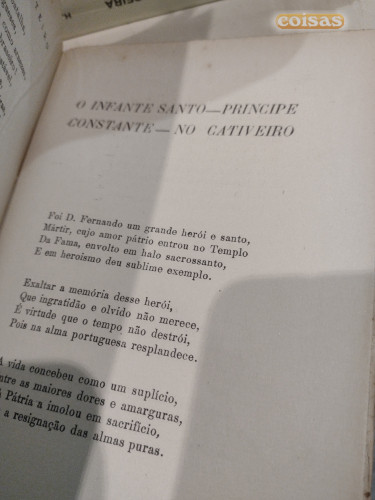 coisas
O INFANTE SANTO—PRINCIPE
CONSTANTE—NO CATIVEIRO
Foi D. Fernando um grande herói e santo,
Mártir, cujo amor pátrio entrou no Templo
Da Fama, envolto em halo sacrossanto,
E em heroísmo deu sublime exemplo.
Exaltar a memória desse herói,
Que ingratidão e olvido não merece,
É virtude que o tempo não destrói,
Pois na alma portuguesa resplandece.
A vida concebeu como um suplício,
ntre as maiores dores e amarguras,
Pátria a imolou em sacrifício,
a resignação das almas puras.